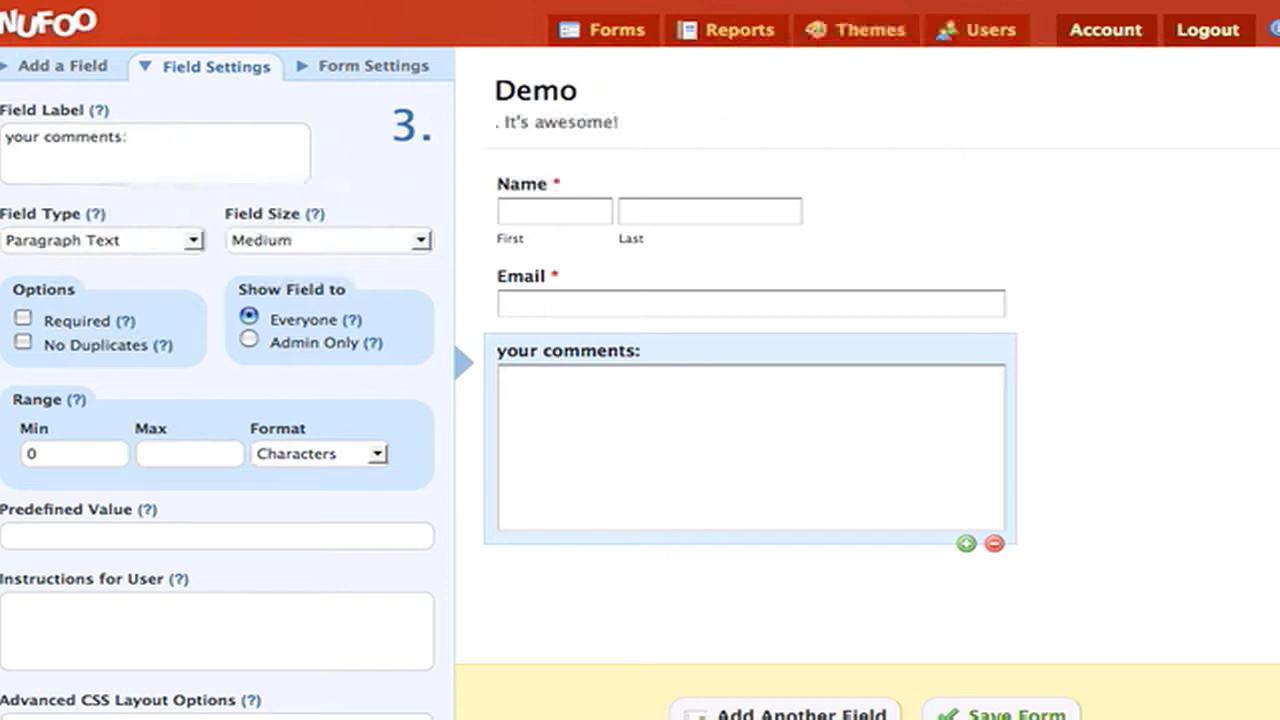 WUFOO
Forms Reports Themes Users Account Logout
Add a Field Field Settings Form Settings
Field Label (?)
3.
your comments:
Field Type (?) Field Size (?)
Paragraph Text Medium
Options Show Field to
Required (?) Everyone (?)
No Duplicates (?) Admin Only (?)
Range (?)
Min Max Format
0 Characters
Predefined Value (?)
Instructions for User (?)
Advanced CSS Layout Options (?)
Demo
. It's awesome!
Name *
First Last
Email *
your comments:
Add Another Field Save Form